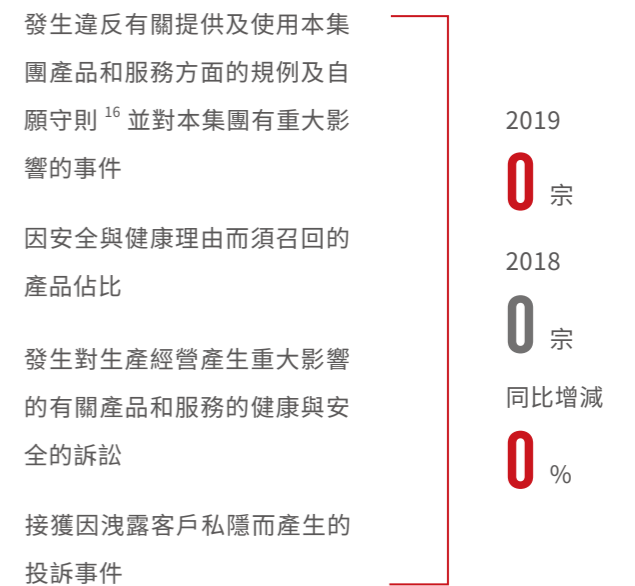 發生違反有關提供及使用本集
團產品和服務方面的規例及自
願守則 16 並對本集團有重大影
響的事件
因安全與健康理由而須召回的
產品佔比
發生對生產經營產生重大影響
的有關產品和服務的健康與安
全的訴訟
接獲因洩露客戶私隱而產生的
投訴事件
2019
0 宗
2018
0 宗
同比增減
0 %